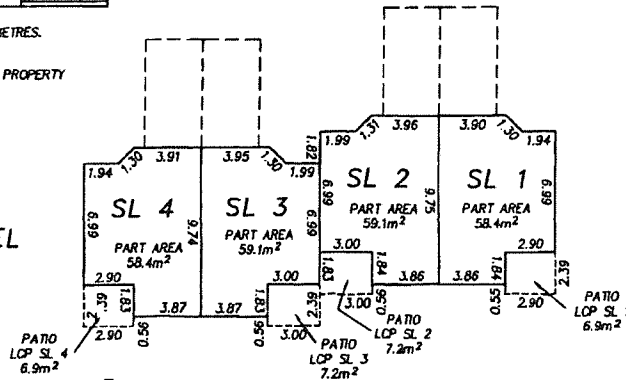 ETRES.
PROPERTY
EL
1.94
1.30
3.91
3.95
1.30
1.99
1.82
1.99
1.31
3.96
3.90
1.30
1.94
6.99
SL 4
PART AREA
58.4m²
9.74
SL 3
PART AREA
59.1m²
6.99
6.99
SL 2
PART AREA
59.1m²
9.75
SL 1
PART AREA
58.4m²
6.99
2.90
1.83
2.39
2.90
0.56
3.87
3.87
0.56
1.83
3.00
2.39
3.00
3.00
1.83
1.84
3.00
0.56
3.86
3.86
0.55
1.84
2.90
2.39
2.90
PATIO
LCP SL 4
6.9m²
PATIO
LCP SL 3
7.2m²
PATIO
LCP SL 2
7.2m²
PATIO
LCP SL
6.9m²